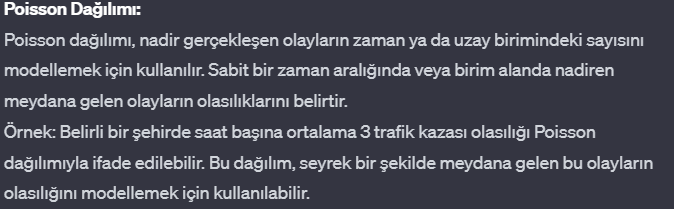 Poisson Dağılımı:
Poisson dağılımı, nadir gerçekleşen olayların zaman ya da uzay birimindeki sayısını
modellemek için kullanılır. Sabit bir zaman aralığında veya birim alanda nadiren
meydana gelen olayların olasılıklarını belirtir.
Örnek: Belirli bir şehirde saat başına ortalama 3 trafik kazası olasılığı Poisson
dağılımıyla ifade edilebilir. Bu dağılım, seyrek bir şekilde meydana gelen bu olayların
olasılığını modellemek için kullanılabilir.